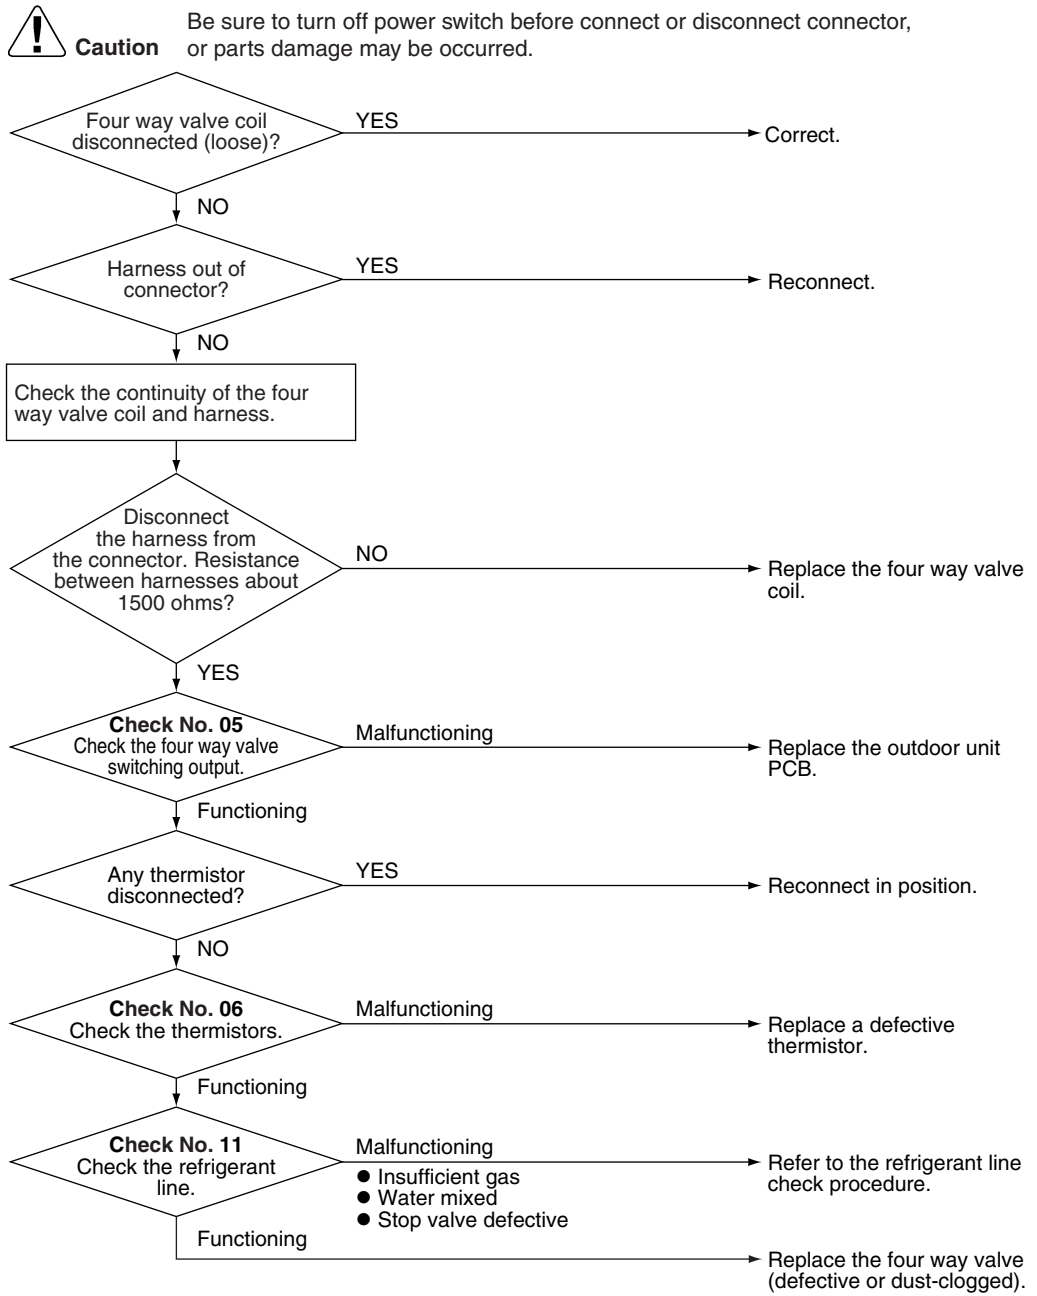 Be sure to turn off power switch before connect or disconnect connector,
Caution or parts damage may be occurred.
Four way valve coil
disconnected (loose)?
YES
Correct.
NO
Harness out of
connector?
YES
Reconnect.
NO
Check the continuity of the four
way valve coil and harness.
Disconnect
the harness from
the connector. Resistance
between harnesses about
1500 ohms?
NO
Replace the four way valve
coil.
YES
Check No. 05
Check the four way valve
switching output.
Malfunctioning
Replace the outdoor unit
PCB.
Functioning
Any thermistor
disconnected?
YES
Reconnect in position.
NO
Check No. 06
Check the thermistors.
Malfunctioning
Replace a defective
thermistor.
Functioning
Check No. 11
Check the refrigerant
line.
Malfunctioning
● Insufficient gas
● Water mixed
● Stop valve defective
Refer to the refrigerant line
check procedure.
Functioning
Replace the four way valve
(defective or dust-clogged).